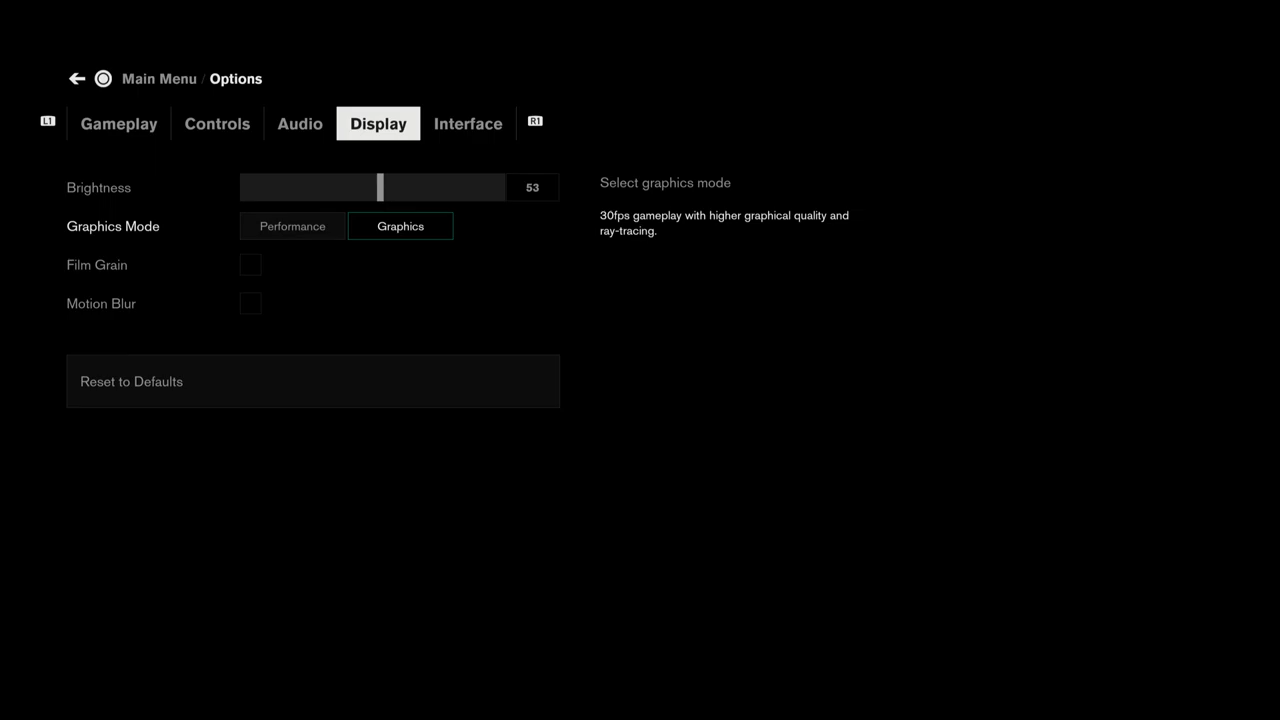 Main Menu / Options
L1 Gameplay Controls Audio Display Interface R1
Brightness 53
Graphics Mode Performance Graphics
Film Grain
Motion Blur
Reset to Defaults
Select graphics mode
30fps gameplay with higher graphical quality and
ray-tracing.